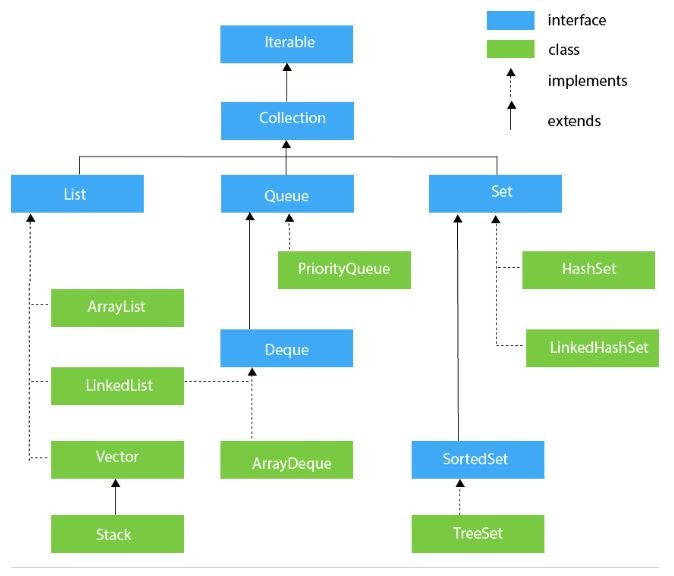 Iterable
interface
class
implements
extends
Collection
List
Queue
Set
PriorityQueue
HashSet
ArrayList
Deque
LinkedHashSet
LinkedList
Vector
ArrayDeque
SortedSet
Stack
TreeSet